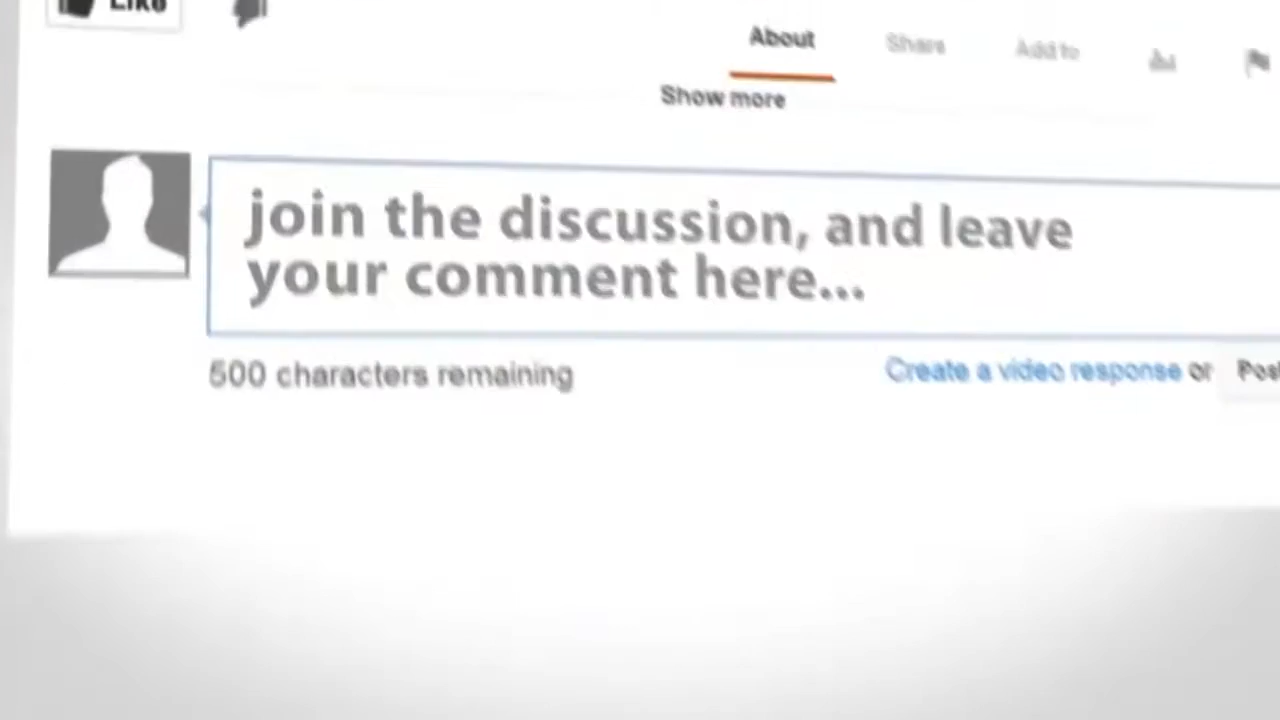 Like
About Share Add to
Show more
join the discussion, and leave
your comment here...
500 characters remaining
Create a video response or